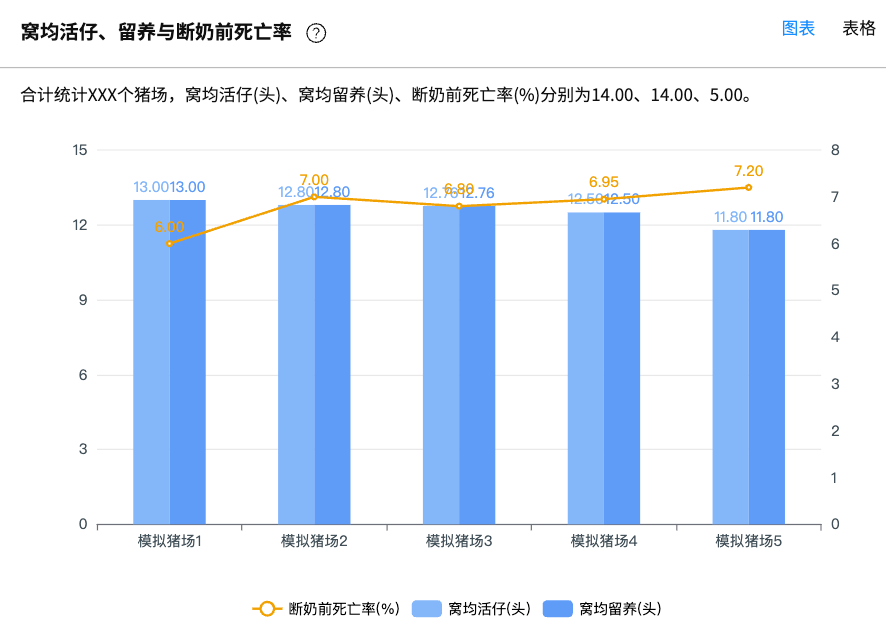 窝均活仔、留养与断奶前死亡率 ?
图表 表格
合计统计XXX个猪场，窝均活仔(头)、窝均留养(头)、断奶前死亡率(%)分别为14.00、14.00、5.00。
15 8
7.20
7.00 6.95
13.00 13.00 12.80 12.80 12.76 6.80 12.76
7
12.50 12.50
11.80 11.80
12 6.00
6
9 5
4
6 3
3 2
1
0 0
模拟猪场1 模拟猪场2 模拟猪场3 模拟猪场4 模拟猪场5
断奶前死亡率(%) 窝均活仔(头) 窝均留养(头)